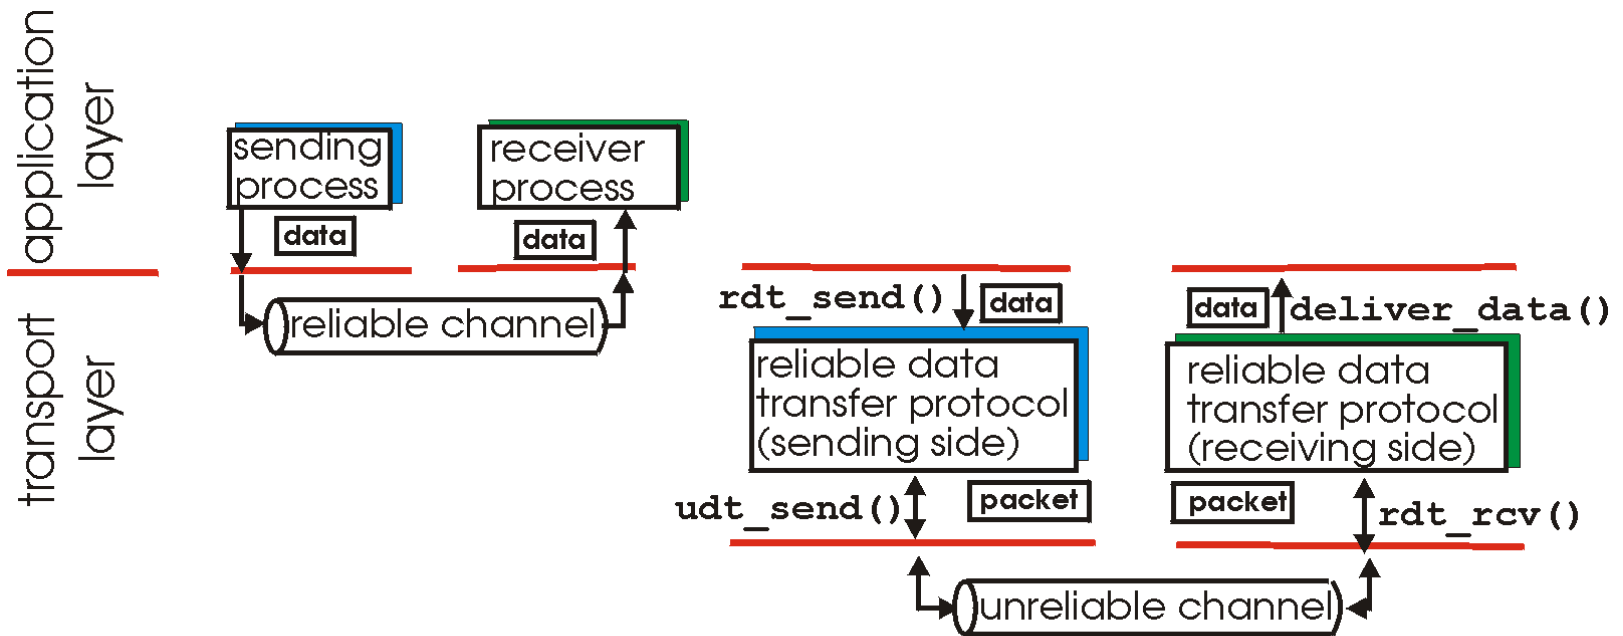 application
layer
transport
layer
sending
process
data
receiver
process
data
reliable channel
rdt_send()
data
reliable data
transfer protocol
(sending side)
udt_send()
packet
data
deliver_data()
reliable data
transfer protocol
(receiving side)
packet
rdt_rcv()
unreliable channel